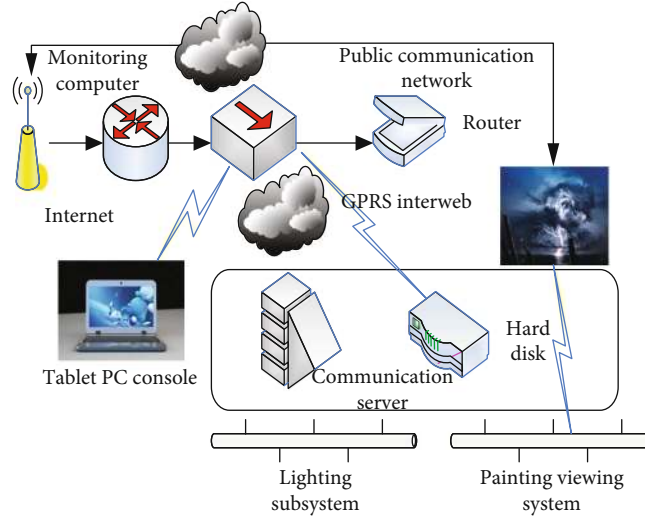 Monitoring
computer
Public communication
network
Router
Internet
GPRS interweb
Tablet PC console
Hard
disk
Communication
server
Lighting
subsystem
Painting viewing
system